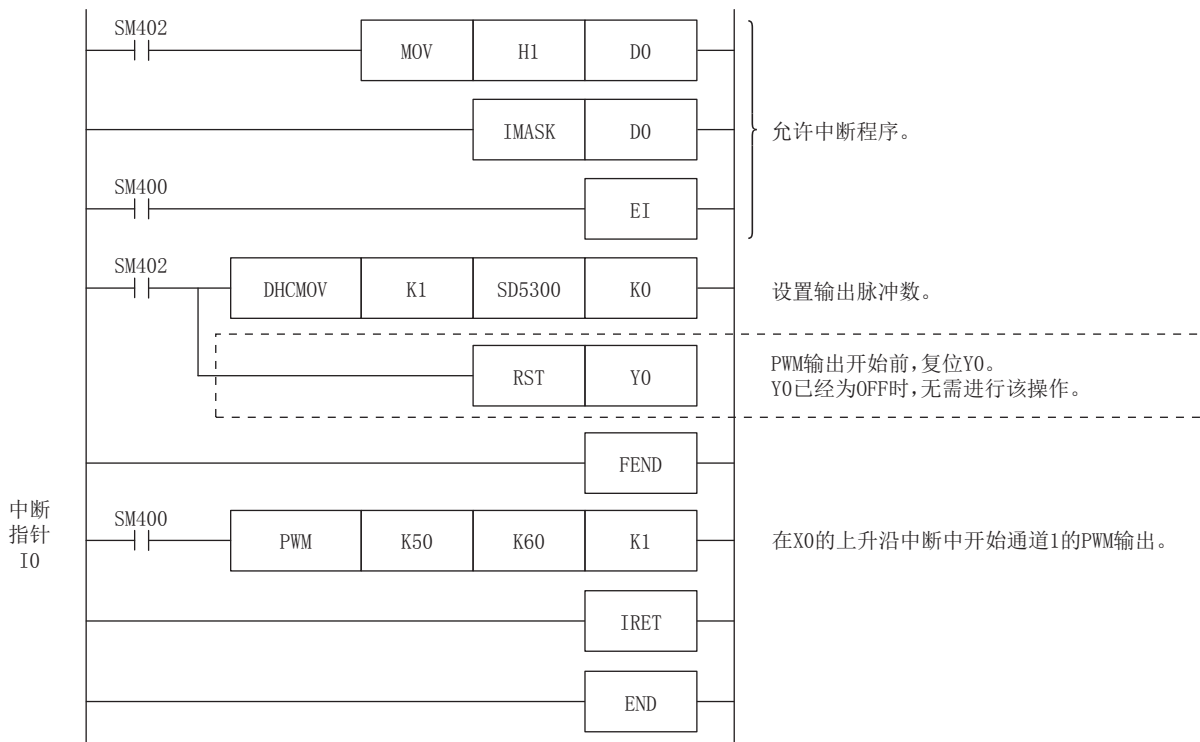 SM402
MOV H1 D0
IMASK D0
允许中断程序。
SM400
EI
SM402
DHCMOV K1 SD5300 K0
设置输出脉冲数。
RST Y0
PWM输出开始前,复位Y0。
Y0已经为OFF时,无需进行该操作。
FEND
中断
指针
I0
SM400
PWM K50 K60 K1
在X0的上升沿中断中开始通道1的PWM输出。
IRET
END